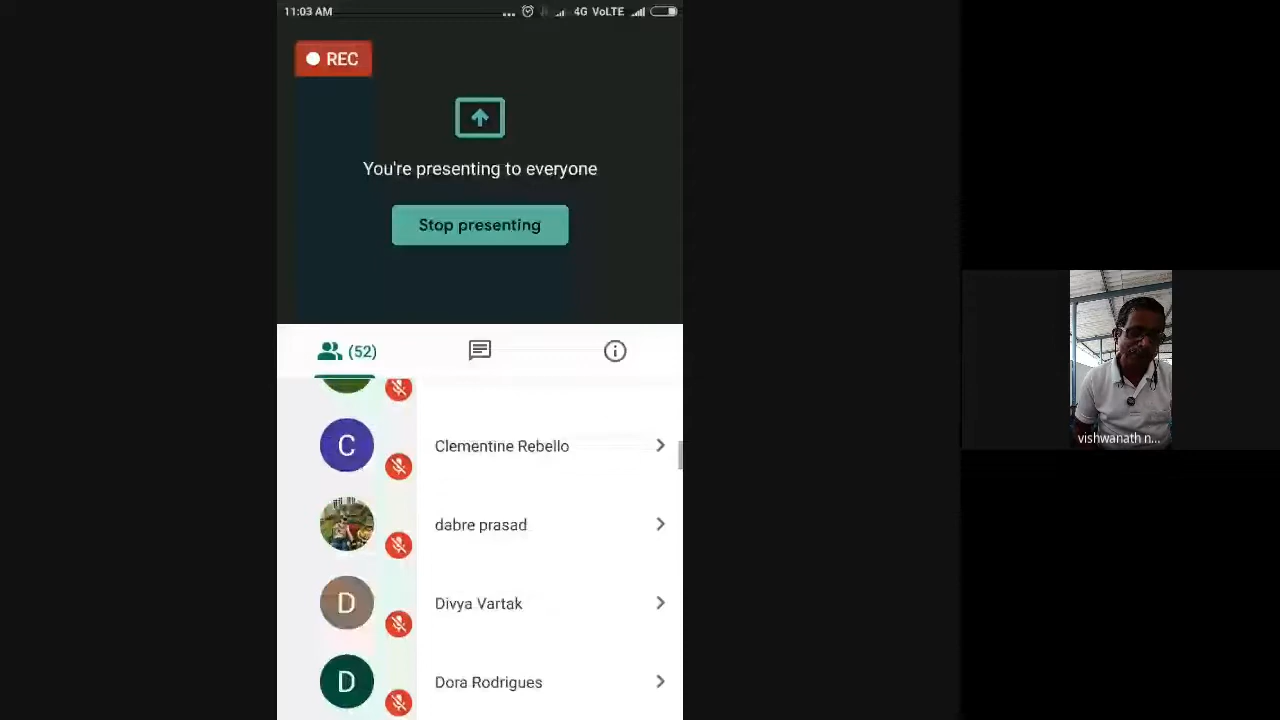 11:03 AM
4G VoLTE
REC
You're presenting to everyone
Stop presenting
(52)
C
Clementine Rebello
dabre prasad
D
Divya Vartak
D
Dora Rodrigues
vishwanath n...